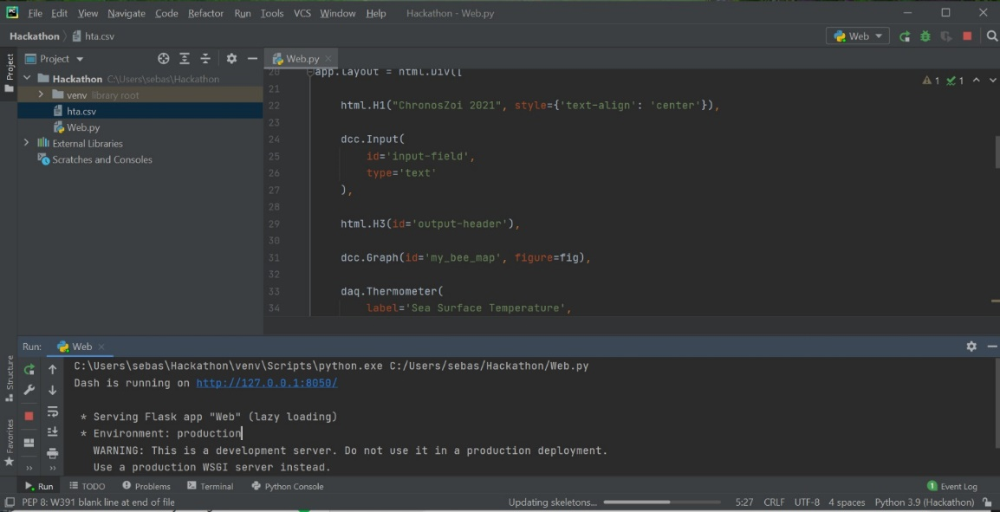 File Edit View Navigate Code Refactor Run Tools VCS Window Help Hackathon - Web.py
Hackathon hta.csv Web
Project Project Web.py
Hackathon C:\Users\sebas\Hackathon
venv library root
hta.csv
Web.py
External Libraries
Scratches and Consoles
20 app.layout = html.Div([
21
22 html.H1("ChronosZoi 2021", style={'text-align': 'center'}),
23
24 dcc.Input(
25 id='input-field',
26 type='text'
27 ),
28
29 html.H3(id='output-header'),
30
31 dcc.Graph(id='my_bee_map', figure=fig),
32
33 daq.Thermometer(
34 label='Sea Surface Temperature',
1 1
Run: Web
Structure
Favorites
C:\Users\sebas\Hackathon\venv\Scripts\python.exe C:/Users/sebas/Hackathon/Web.py
Dash is running on http://127.0.0.1:8050/
* Serving Flask app "Web" (lazy loading)
* Environment: production
WARNING: This is a development server. Do not use it in a production deployment.
Use a production WSGI server instead.
Run TODO Problems Terminal Python Console 1 Event Log
PEP 8: W391 blank line at end of file Updating skeletons... 5:27 CRLF UTF-8 4 spaces Python 3.9 (Hackathon)